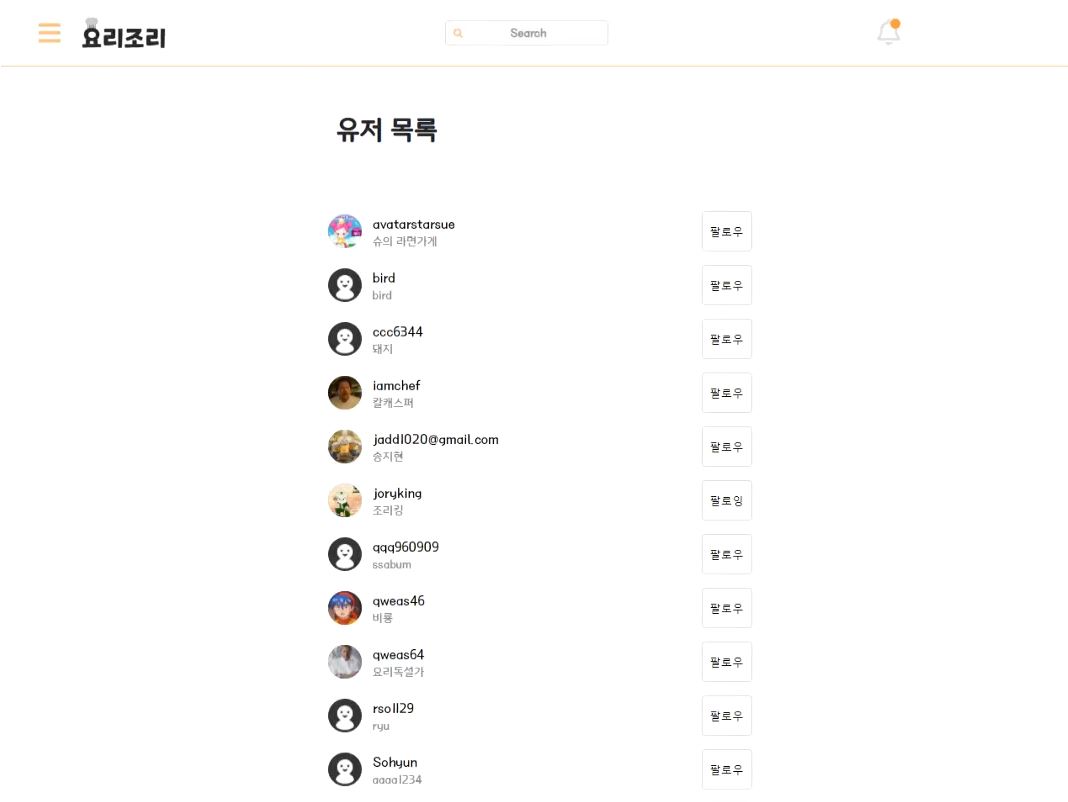 요리조리
Search
유저 목록
avatarstarsue
슈의 라면가게
팔로우
bird
bird
팔로우
ccc6344
돼지
팔로우
iamchef
칼캐스퍼
팔로우
jadd1020@gmail.com
송지현
팔로우
joryking
조리킹
팔로잉
qqq960909
ssabum
팔로우
qweas46
비룡
팔로우
qweas64
요리독설가
팔로우
rsoll29
ryu
팔로우
Sohyun
aaaa1234
팔로우